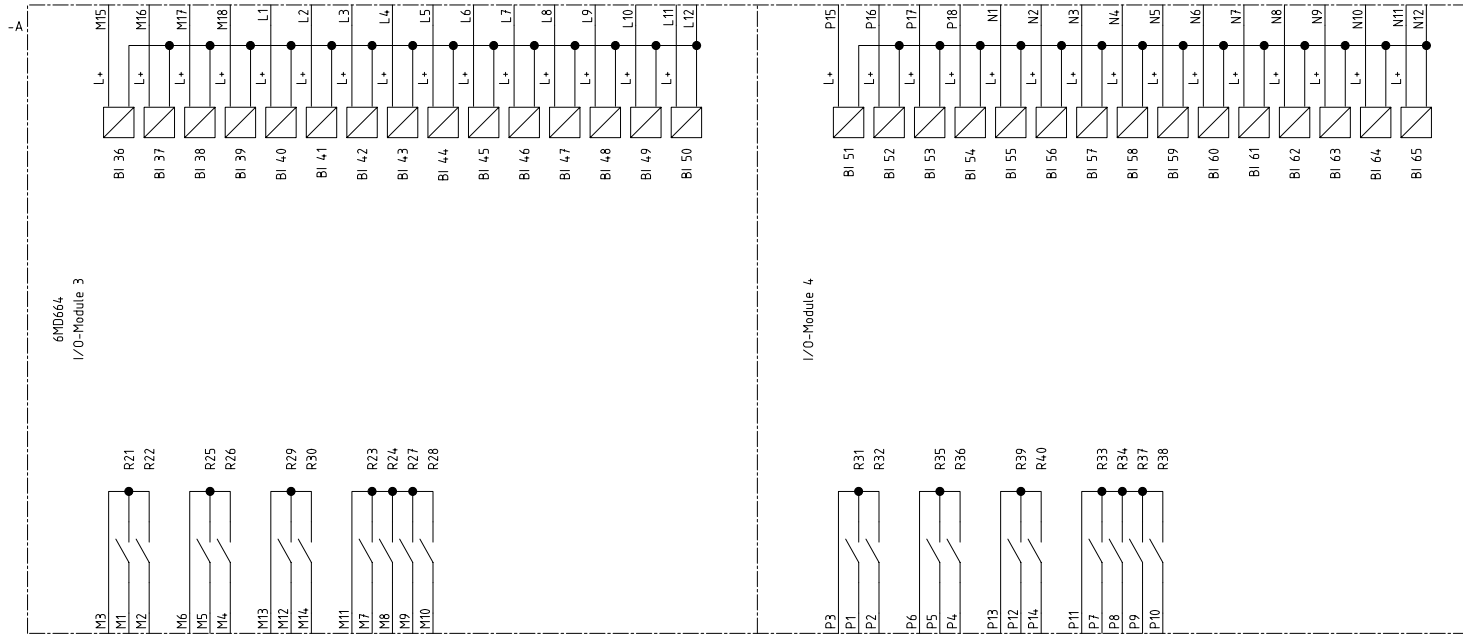 -A
M15 M16 M17 M18 L1 L2 L3 L4 L5 L6 L7 L8 L9 L10 L11 L12
L+ L+ L+ L+ L+ L+ L+ L+ L+ L+ L+ L+ L+ L+ L+
BI 36 BI 37 BI 38 BI 39 BI 40 BI 41 BI 42 BI 43 BI 44 BI 45 BI 46 BI 47 BI 48 BI 49 BI 50
6MD664
I/O-Module 3
R21 R22 R25 R26 R29 R30 R23 R24 R27 R28
M3 M1 M2 M6 M5 M4 M13 M12 M14 M11 M7 M8 M9 M10
P15 P16 P17 P18 N1 N2 N3 N4 N5 N6 N7 N8 N9 N10 N11 N12
L+ L+ L+ L+ L+ L+ L+ L+ L+ L+ L+ L+ L+ L+ L+
BI 51 BI 52 BI 53 BI 54 BI 55 BI 56 BI 57 BI 58 BI 59 BI 60 BI 61 BI 62 BI 63 BI 64 BI 65
I/O-Module 4
R31 R32 R35 R36 R39 R40 R33 R34 R37 R38
P3 P1 P2 P6 P5 P4 P13 P12 P14 P11 P7 P8 P9 P10